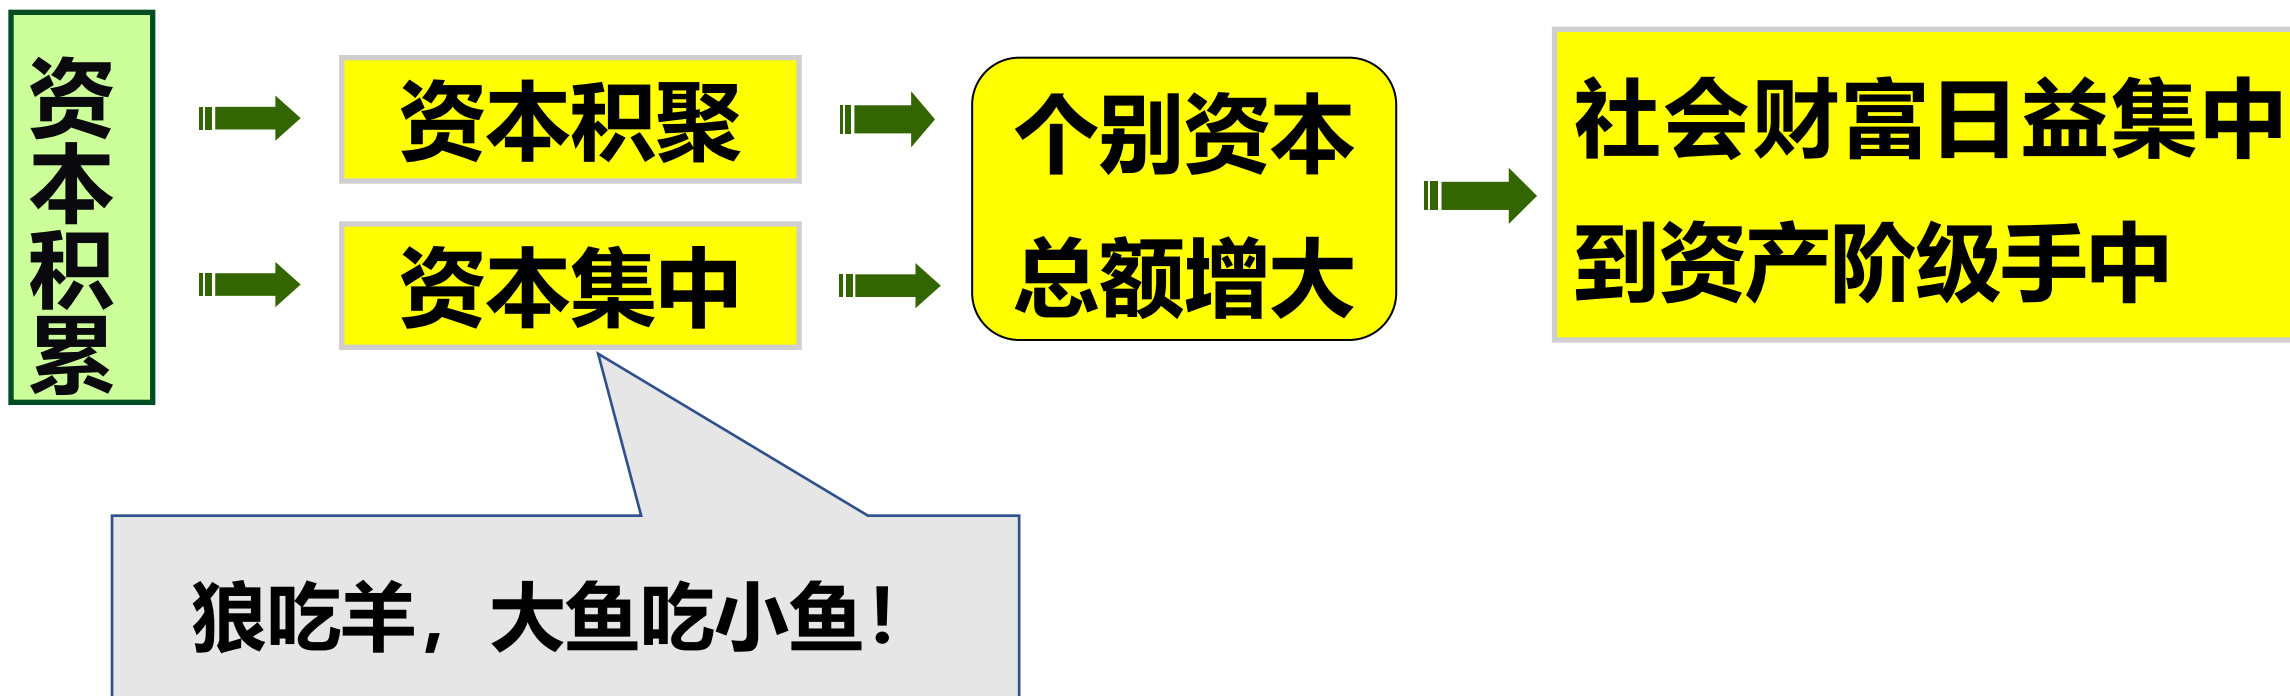 资本积累
资本积聚
资本集中
个别资本
总额增大
社会财富日益集中
到资产阶级手中
狼吃羊，大鱼吃小鱼！